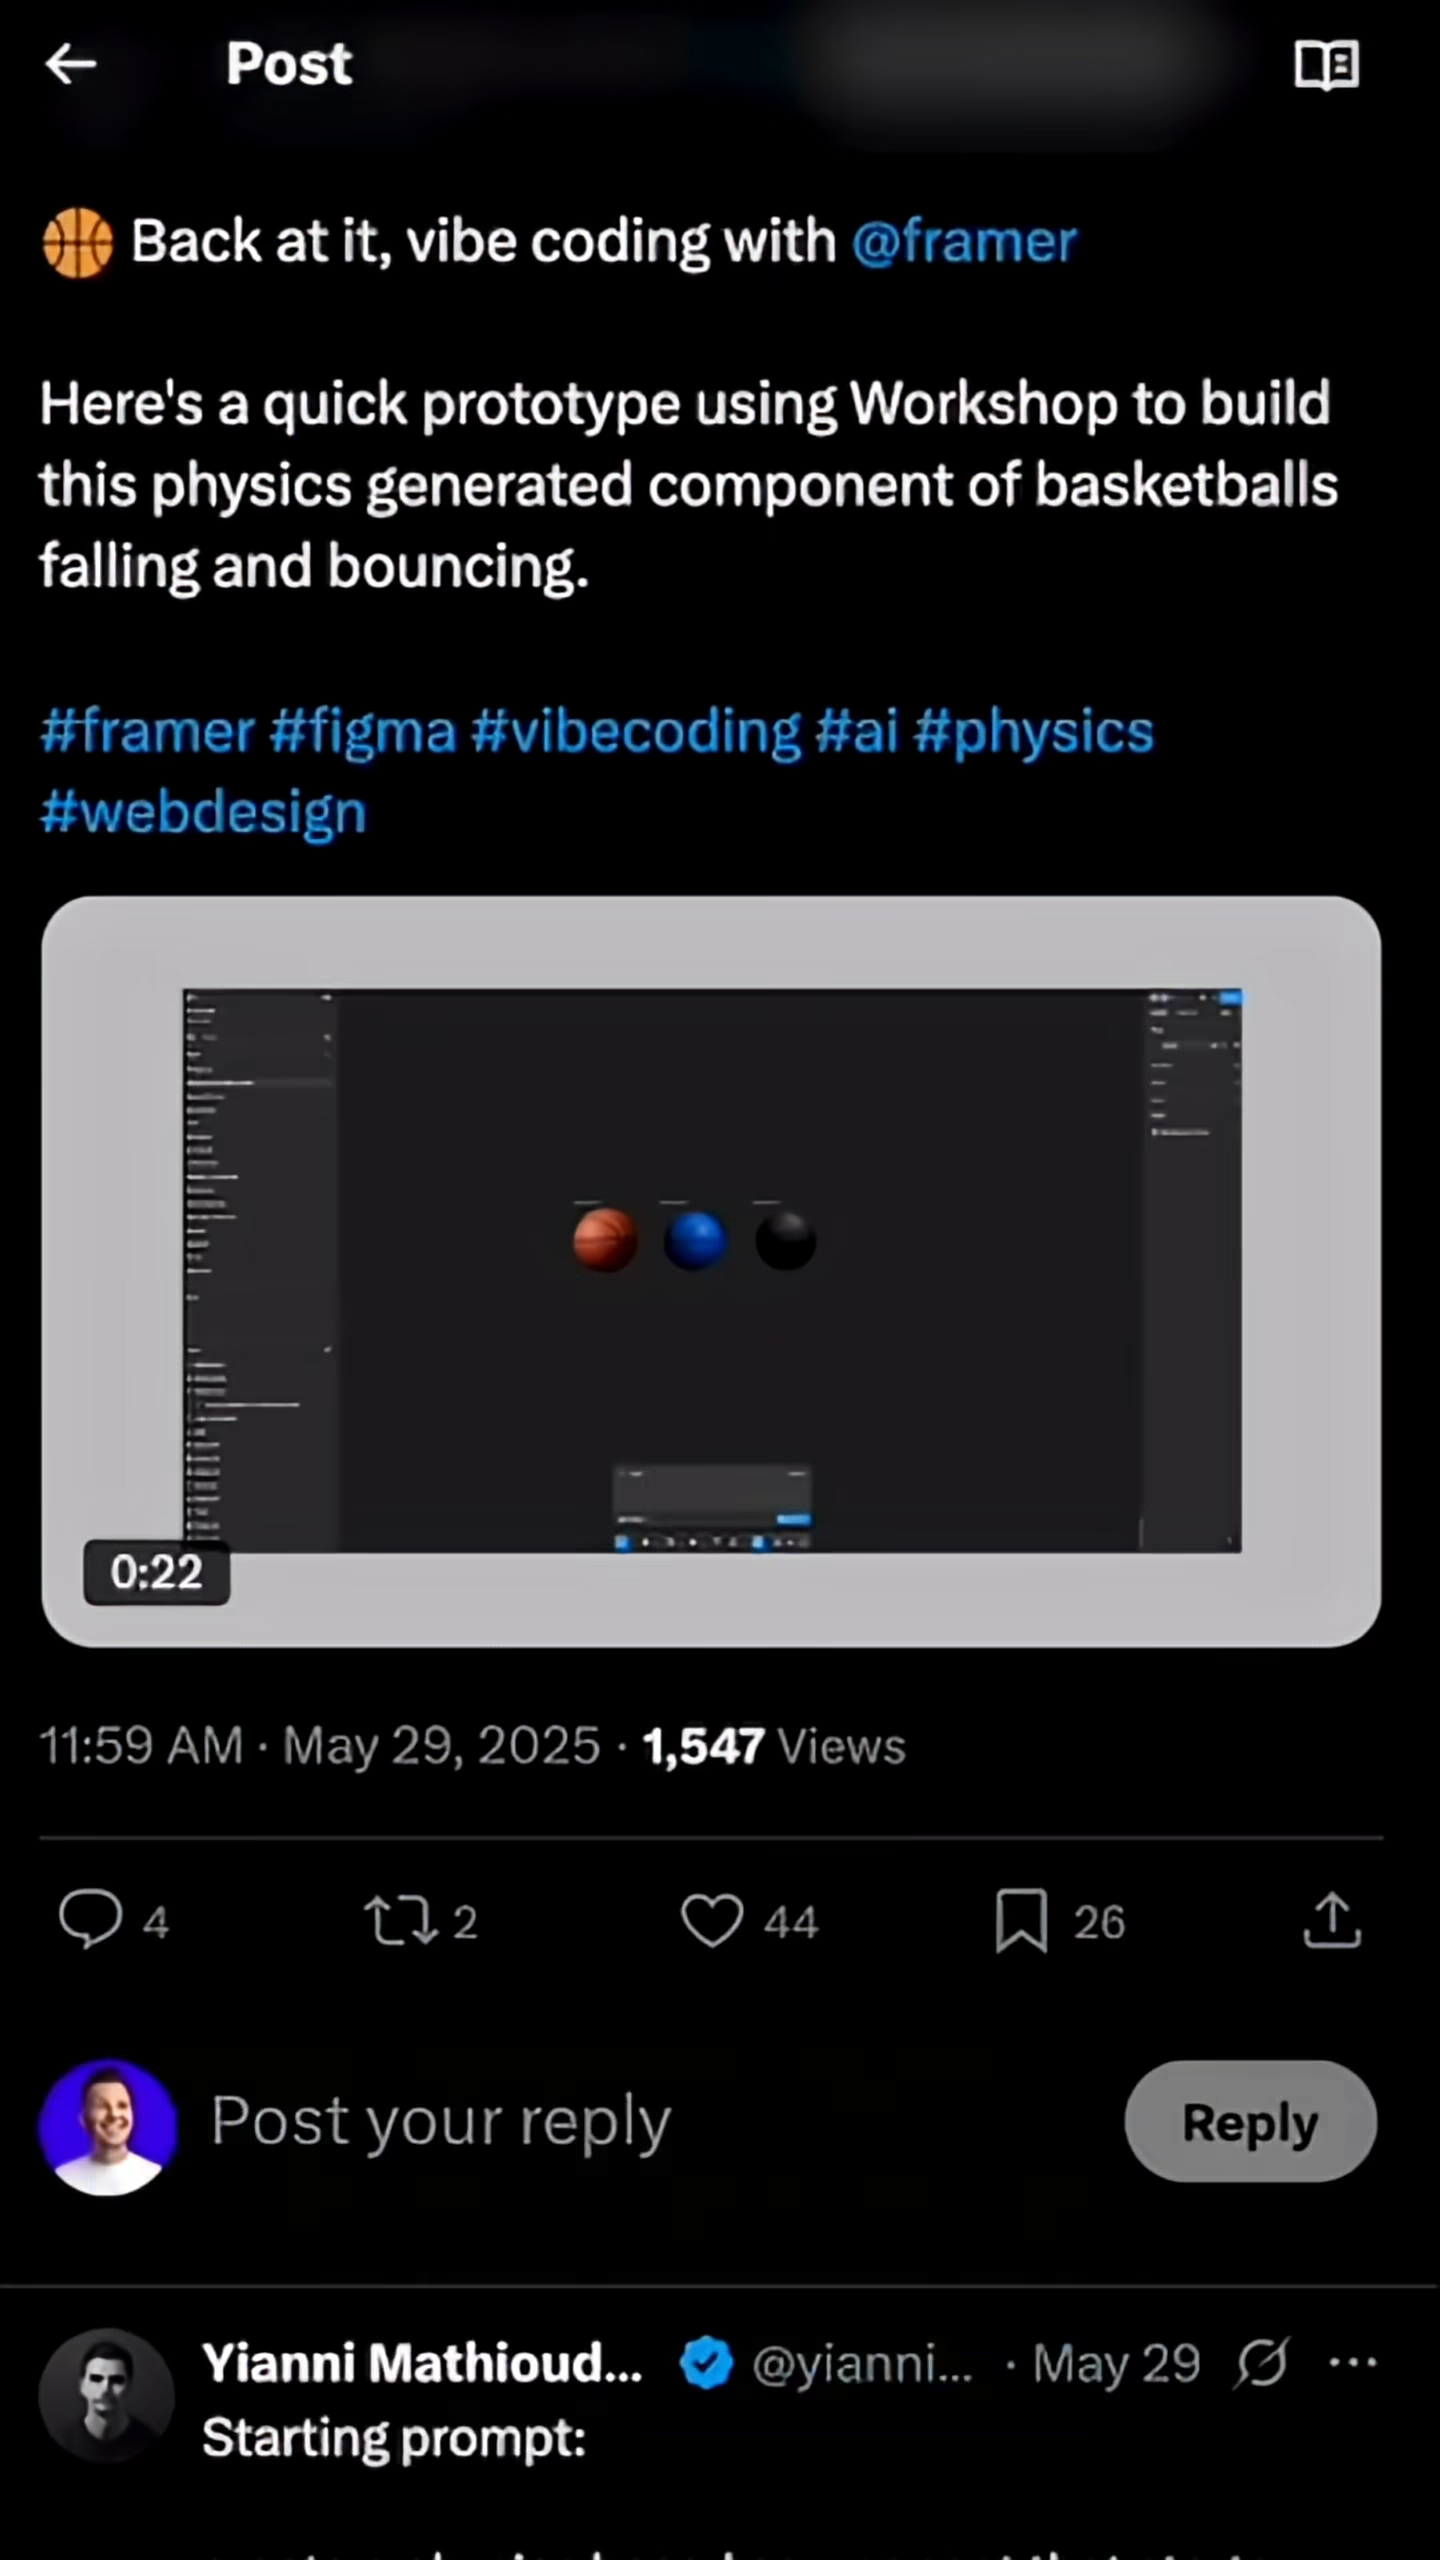 Post
🏀 Back at it, vibe coding with @framer
Here's a quick prototype using Workshop to build
this physics generated component of basketballs
falling and bouncing.
#framer #figma #vibecoding #ai #physics
#webdesign
0:22
11:59 AM · May 29, 2025 · 1,547 Views
4 2 44 26
Post your reply
Reply
Yianni Mathioud... @yianni... · May 29
Starting prompt: